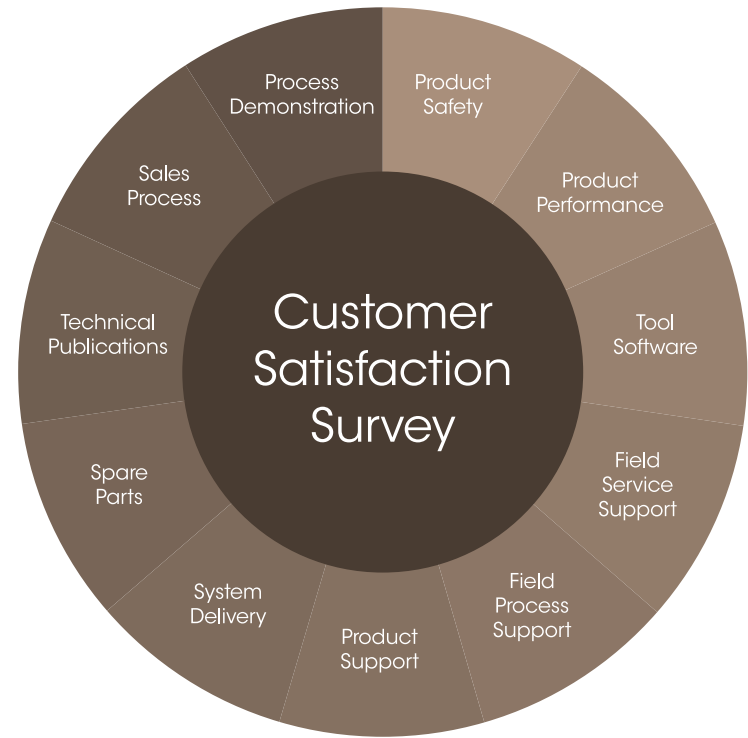 Customer
Satisfaction
Survey
Product
Safety
Product
Performance
Tool
Software
Field
Service
Support
Field
Process
Support
Product
Support
System
Delivery
Spare
Parts
Technical
Publications
Sales
Process
Process
Demonstration